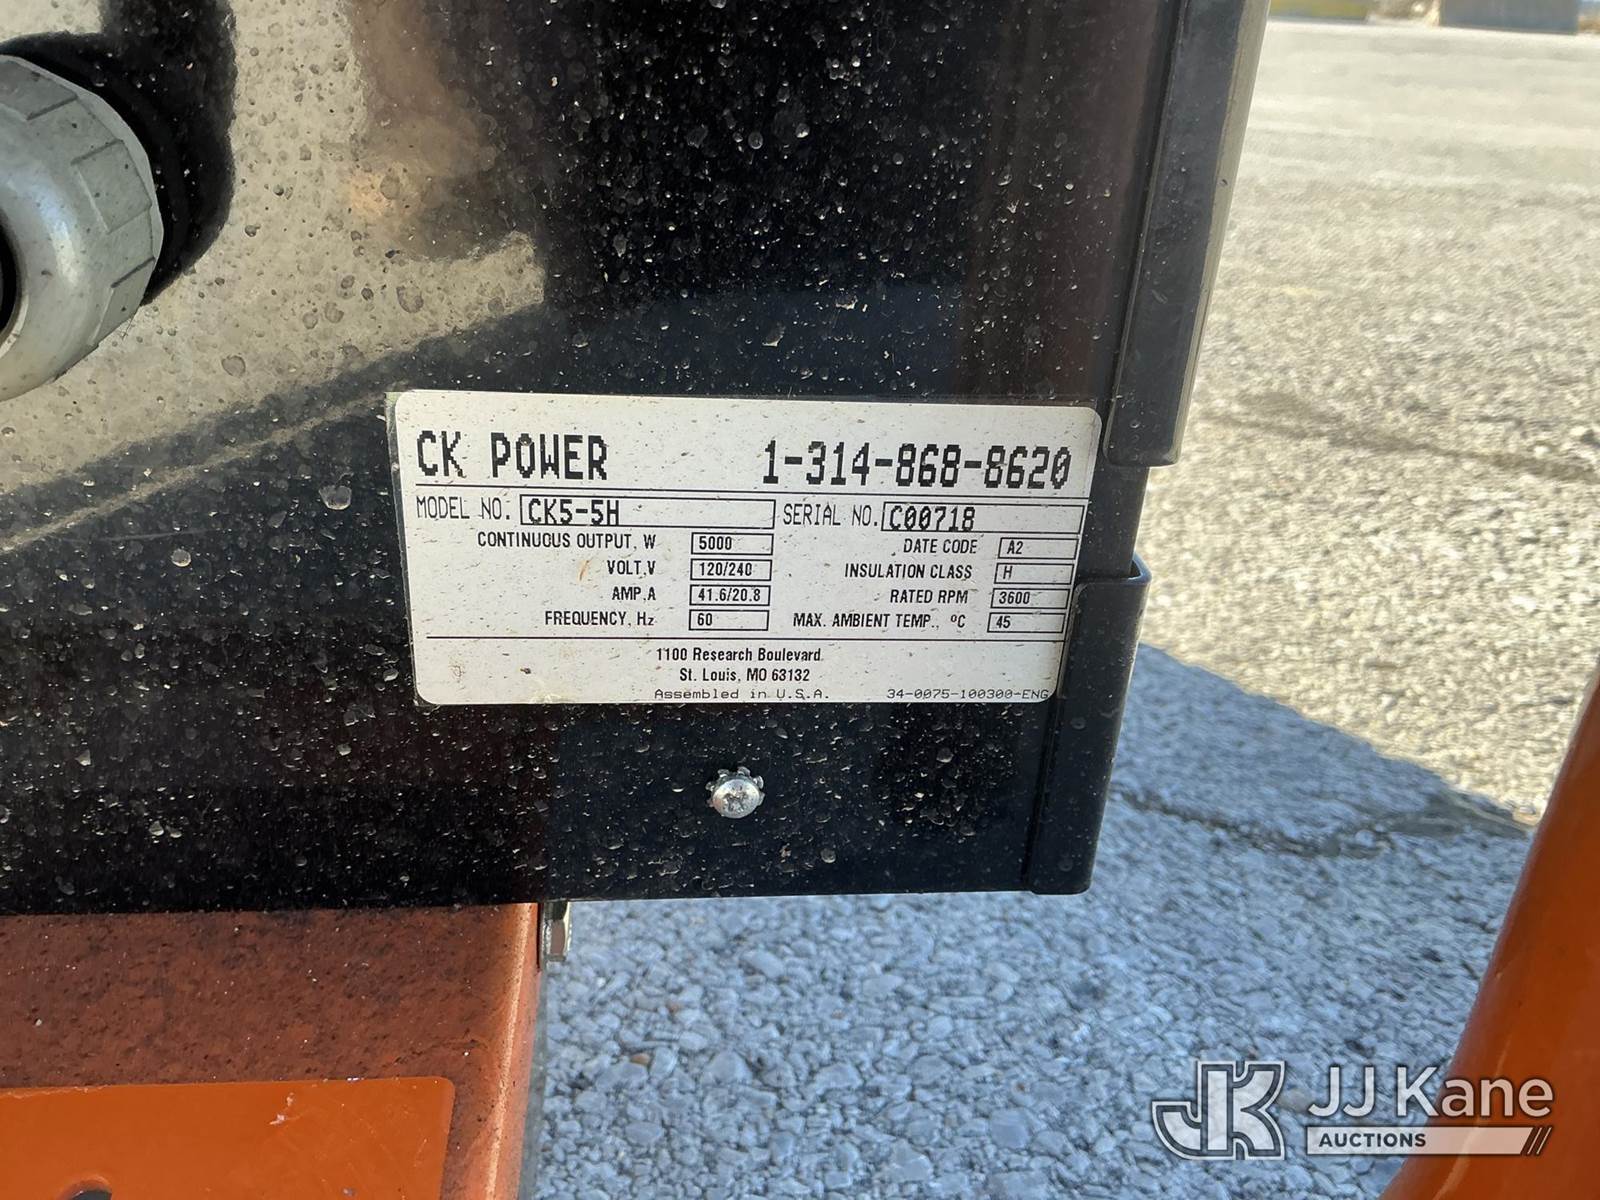 CK POWER 1-314-868-8620
MODEL NO. CK5-5H SERIAL NO. C00718
CONTINUOUS OUTPUT, W 5000 DATE CODE A2
VOLT,V 120/240 INSULATION CLASS H
AMP,A 41.6/20.8 RATED RPM 3600
FREQUENCY, Hz 60 MAX. AMBIENT TEMP., ºC 45
1100 Research Boulevard
St. Louis, MO 63132
Assembled in U.S.A. 34-0075-100300-ENG
JK JJ Kane
AUCTIONS